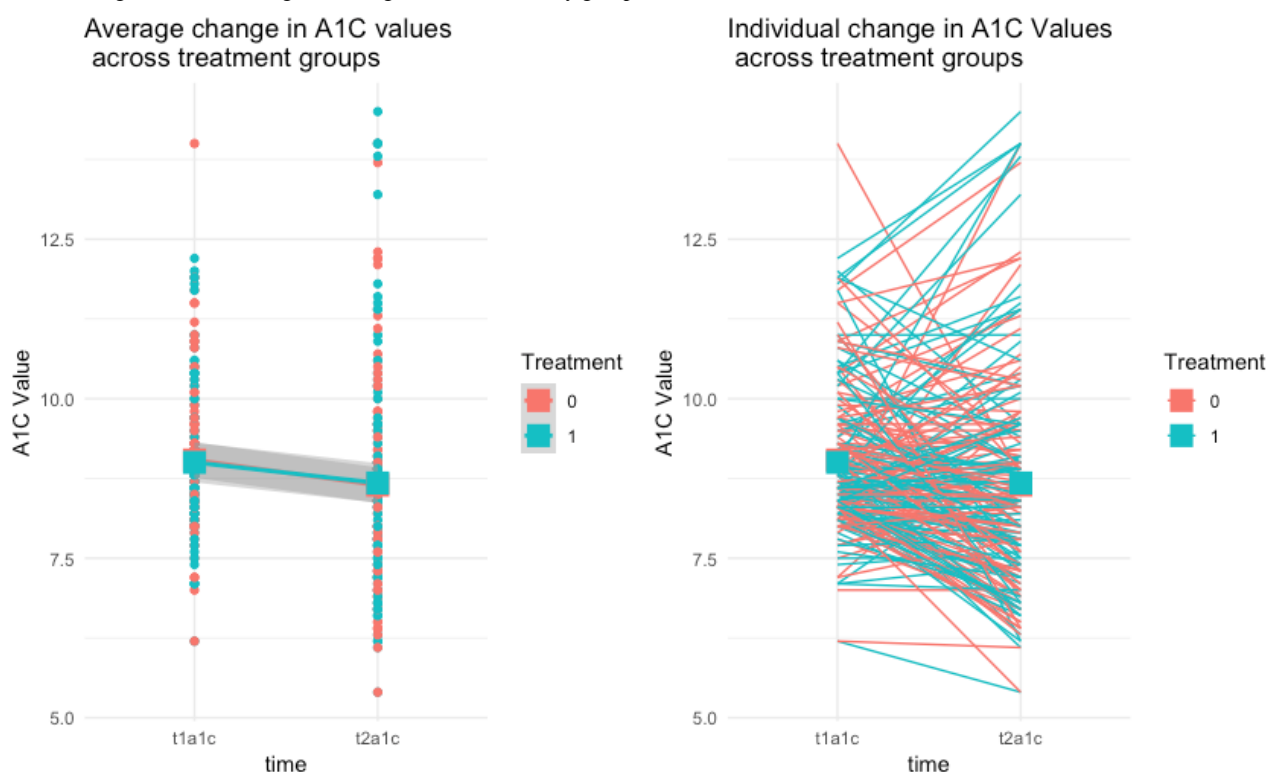 Average change in A1C values
across treatment groups
A1C Value
12.5
10.0
7.5
5.0
t1a1c
t2a1c
time
Treatment
0
1
Individual change in A1C Values
across treatment groups
A1C Value
12.5
10.0
7.5
5.0
t1a1c
t2a1c
time
Treatment
0
1